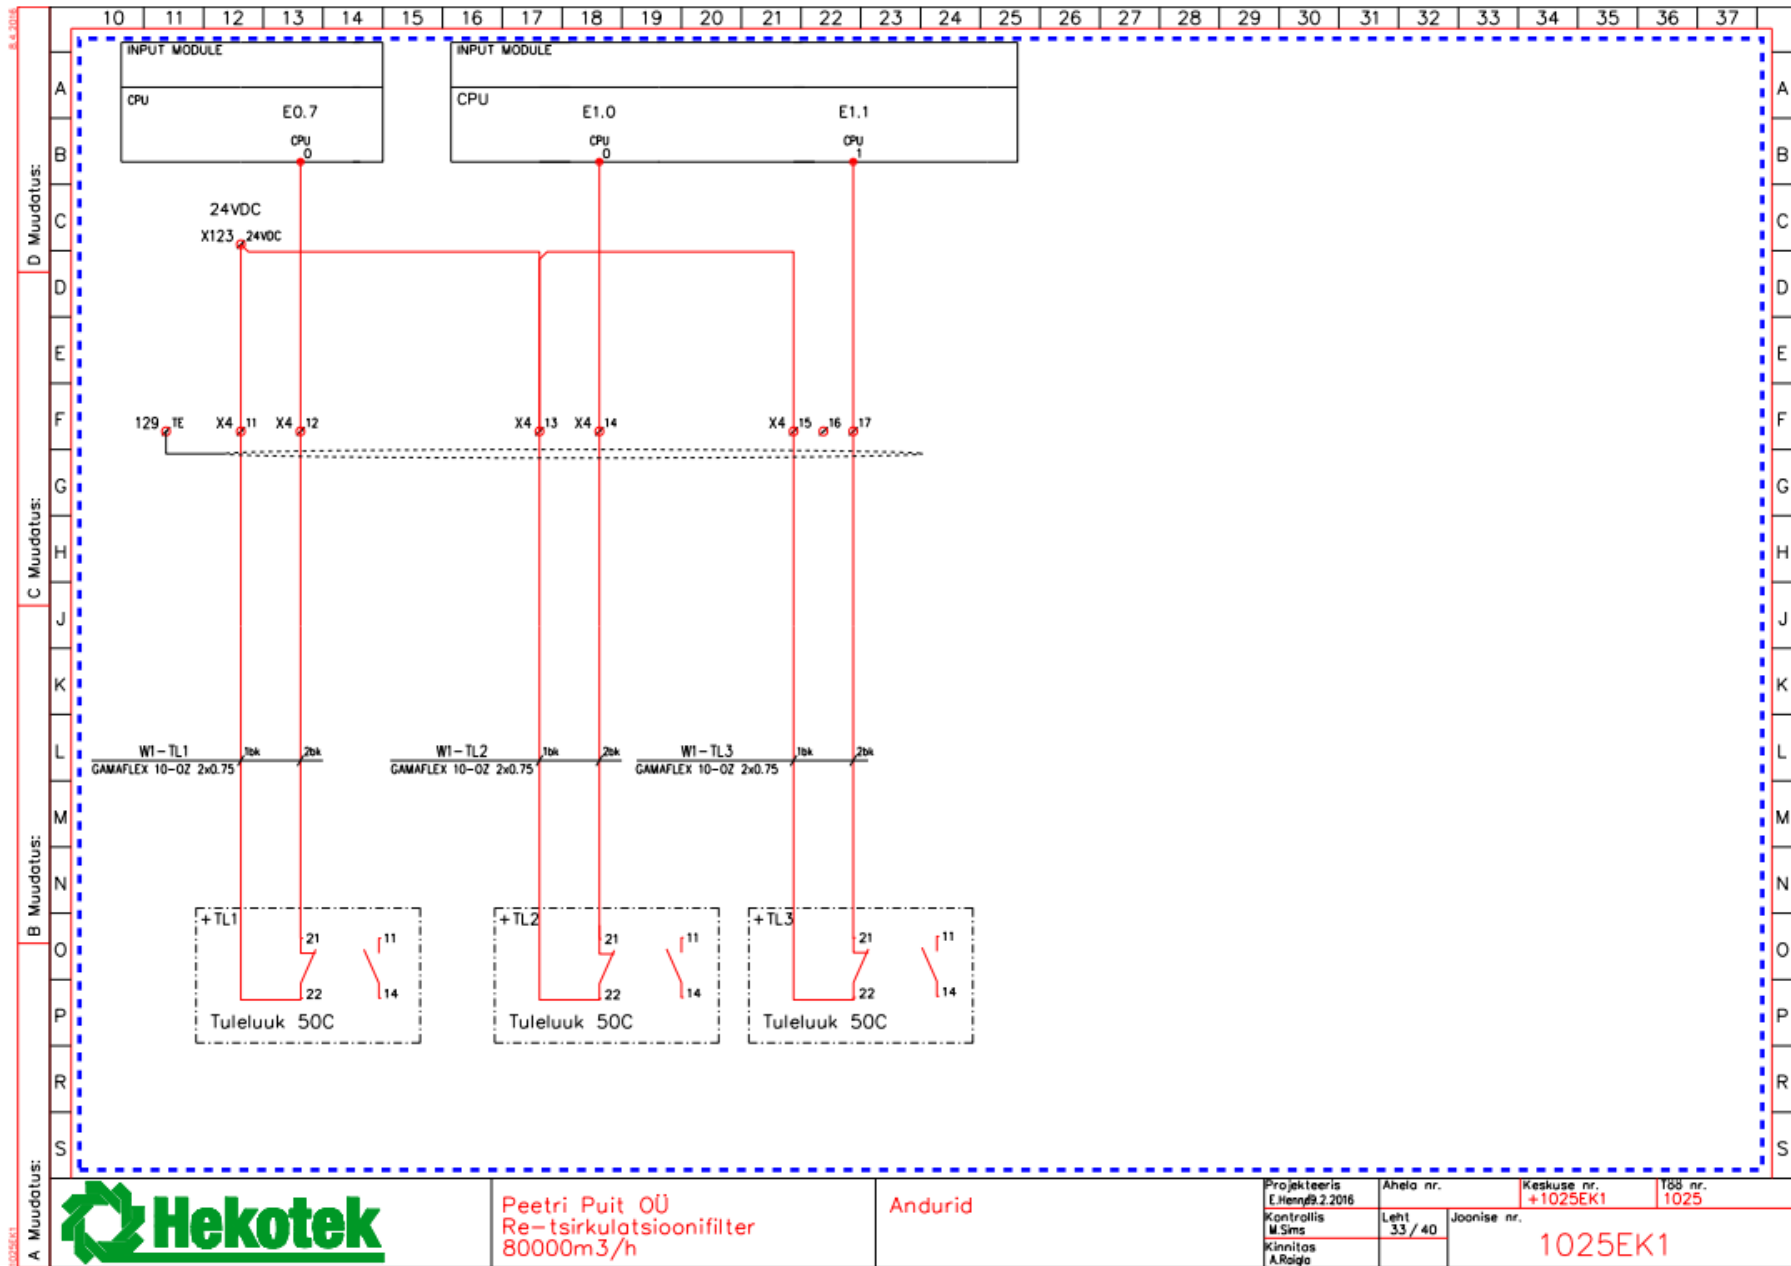 10 11 12 13 14 15 16 17 18 19 20 21 22 23 24 25 26 27 28 29 30 31 32 33 34 35 36 37
INPUT MODULE
INPUT MODULE
CPU
E0.7
CPU
0
CPU
E1.0
CPU
0
E1.1
CPU
1
24VDC
X123 24VDC
129 TE X4 11 X4 12 X4 13 X4 14 X4 15 16 17
W1-TL1 1bk 2bk
GAMAFLEX 10-OZ 2x0.75
W1-TL2 1bk 2bk
GAMAFLEX 10-OZ 2x0.75
W1-TL3 1bk 2bk
GAMAFLEX 10-OZ 2x0.75
+TL1
21 11
22 14
Tuleluuk 50C
+TL2
21 11
22 14
Tuleluuk 50C
+TL3
21 11
22 14
Tuleluuk 50C
A
B
C
D
E
F
G
H
J
K
L
M
N
O
P
R
S
A
B
C
D
E
F
G
H
J
K
L
M
N
O
P
R
S
D Muudatus:
C Muudatus:
B Muudatus:
A Muudatus:
8.4.2016
1025EK1
Hekotek
Peetri Puit OÜ
Re-tsirkulatsioonifilter
80000m3/h
Andurid
Projekteeris
9.2.2016
Kontrollis
M.Sims
Kinnitas
Ahela nr.
Leht
33 / 40
Keskuse nr.
+1025EK1
Töö nr.
1025
Joonise nr.
1025EK1